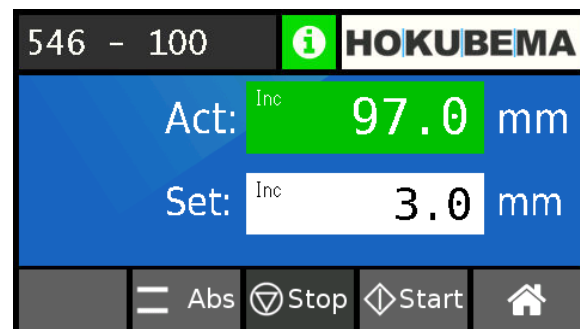 546 - 100 i HOKUBEMA
Act: Inc 97.0 mm
Set: Inc 3.0 mm
Abs Stop Start